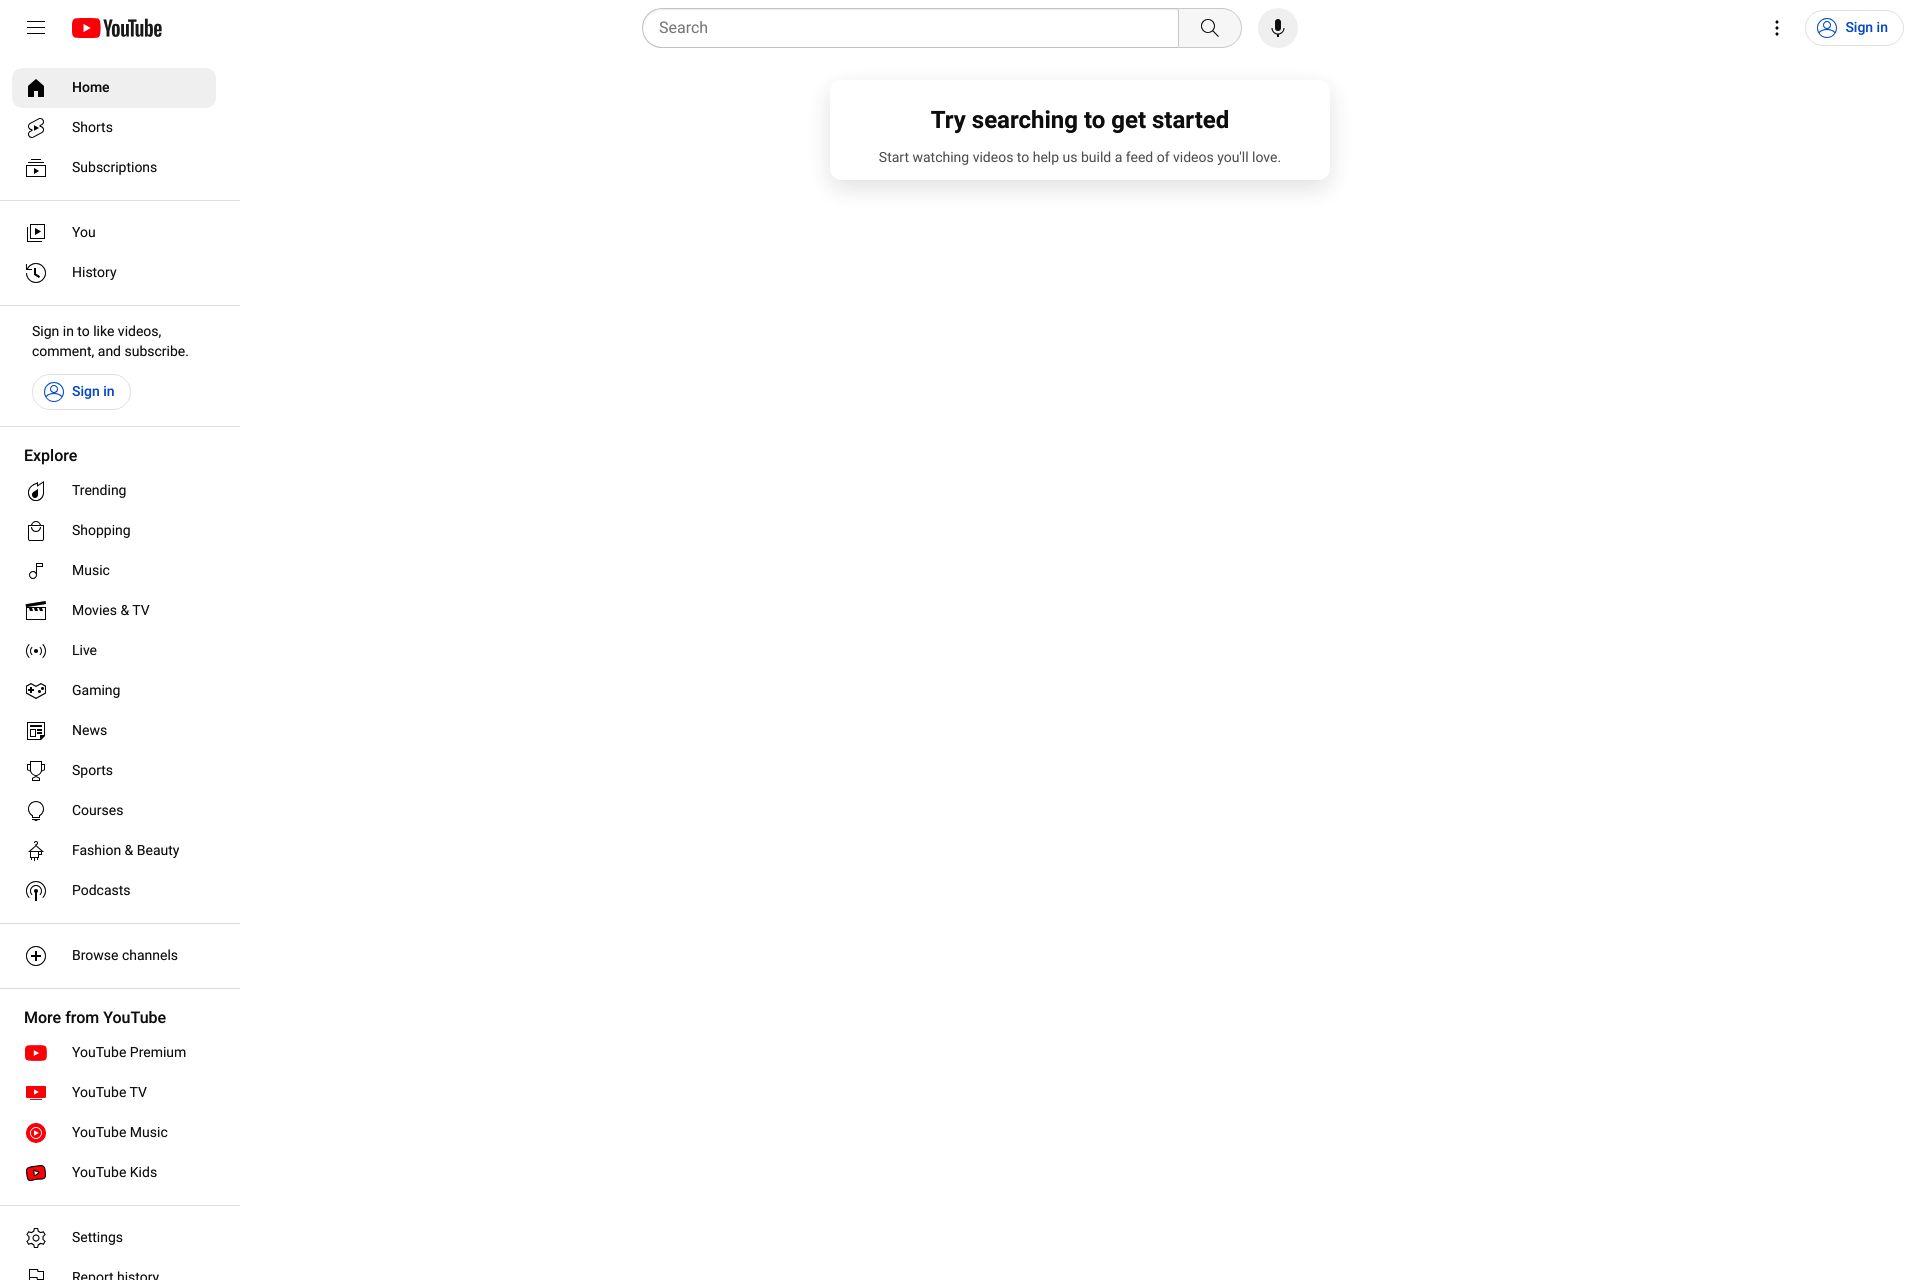 YouTube
Search
Sign in
Home
Shorts
Subscriptions
You
History
Sign in to like videos,
comment, and subscribe.
Sign in
Explore
Trending
Shopping
Music
Movies & TV
Live
Gaming
News
Sports
Courses
Fashion & Beauty
Podcasts
Browse channels
More from YouTube
YouTube Premium
YouTube TV
YouTube Music
YouTube Kids
Settings
Report history
Try searching to get started
Start watching videos to help us build a feed of videos you'll love.